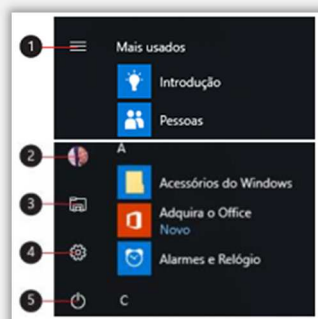 1 Mais usados
Introdução
Pessoas
2 A
Acessórios do Windows
3 Adquira o Office
Novo
4 Alarmes e Relógio
5 C